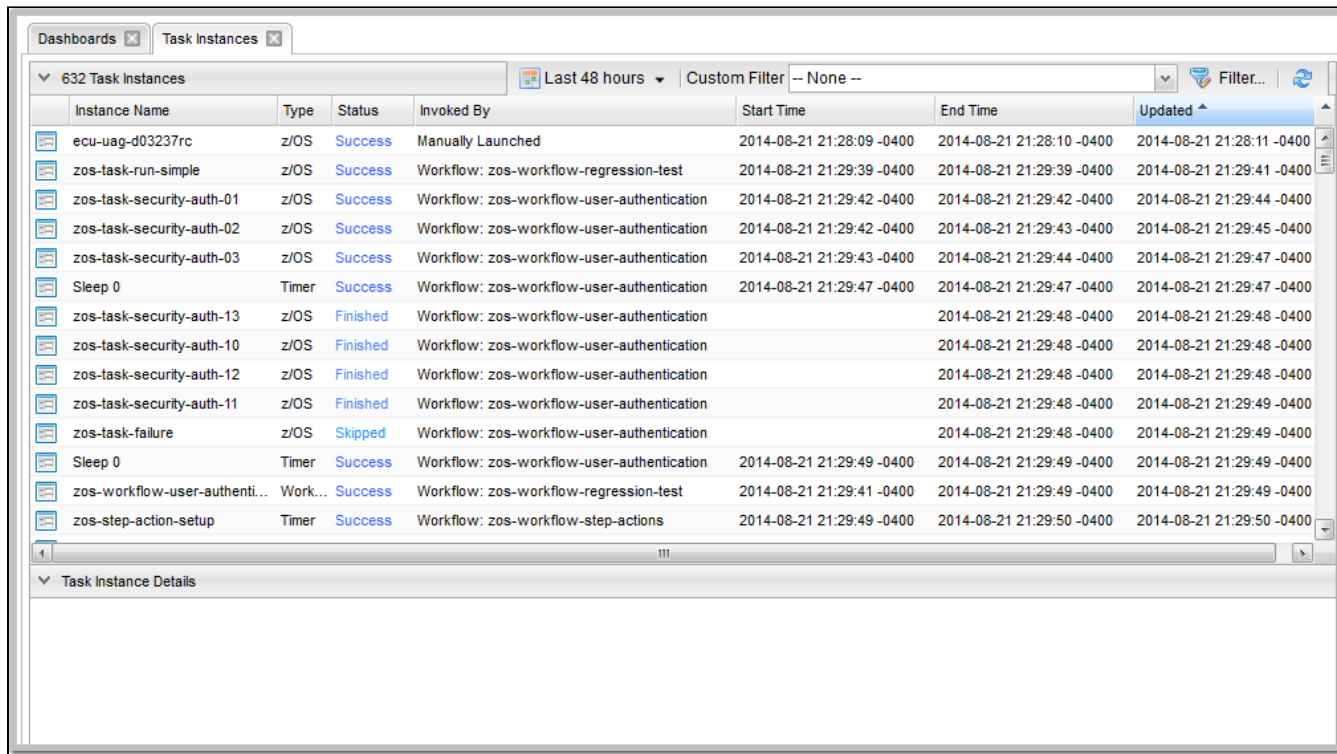 Dashboards Task Instances
632 Task Instances Last 48 hours Custom Filter -- None -- Filter...
Instance Name Type Status Invoked By Start Time End Time Updated
ecu-uag-d03237rc z/OS Success Manually Launched 2014-08-21 21:28:09 -0400 2014-08-21 21:28:10 -0400 2014-08-21 21:28:11 -0400
zos-task-run-simple z/OS Success Workflow: zos-workflow-regression-test 2014-08-21 21:29:39 -0400 2014-08-21 21:29:39 -0400 2014-08-21 21:29:41 -0400
zos-task-security-auth-01 z/OS Success Workflow: zos-workflow-user-authentication 2014-08-21 21:29:42 -0400 2014-08-21 21:29:42 -0400 2014-08-21 21:29:44 -0400
zos-task-security-auth-02 z/OS Success Workflow: zos-workflow-user-authentication 2014-08-21 21:29:42 -0400 2014-08-21 21:29:43 -0400 2014-08-21 21:29:45 -0400
zos-task-security-auth-03 z/OS Success Workflow: zos-workflow-user-authentication 2014-08-21 21:29:43 -0400 2014-08-21 21:29:44 -0400 2014-08-21 21:29:47 -0400
Sleep 0 Timer Success Workflow: zos-workflow-user-authentication 2014-08-21 21:29:47 -0400 2014-08-21 21:29:47 -0400 2014-08-21 21:29:47 -0400
zos-task-security-auth-13 z/OS Finished Workflow: zos-workflow-user-authentication 2014-08-21 21:29:48 -0400 2014-08-21 21:29:48 -0400
zos-task-security-auth-10 z/OS Finished Workflow: zos-workflow-user-authentication 2014-08-21 21:29:48 -0400 2014-08-21 21:29:48 -0400
zos-task-security-auth-12 z/OS Finished Workflow: zos-workflow-user-authentication 2014-08-21 21:29:48 -0400 2014-08-21 21:29:48 -0400
zos-task-security-auth-11 z/OS Finished Workflow: zos-workflow-user-authentication 2014-08-21 21:29:48 -0400 2014-08-21 21:29:49 -0400
zos-task-failure z/OS Skipped Workflow: zos-workflow-user-authentication 2014-08-21 21:29:48 -0400 2014-08-21 21:29:49 -0400
Sleep 0 Timer Success Workflow: zos-workflow-user-authentication 2014-08-21 21:29:49 -0400 2014-08-21 21:29:49 -0400 2014-08-21 21:29:49 -0400
zos-workflow-user-authenti... Work... Success Workflow: zos-workflow-regression-test 2014-08-21 21:29:41 -0400 2014-08-21 21:29:49 -0400 2014-08-21 21:29:49 -0400
zos-step-action-setup Timer Success Workflow: zos-workflow-step-actions 2014-08-21 21:29:49 -0400 2014-08-21 21:29:50 -0400 2014-08-21 21:29:50 -0400
Task Instance Details